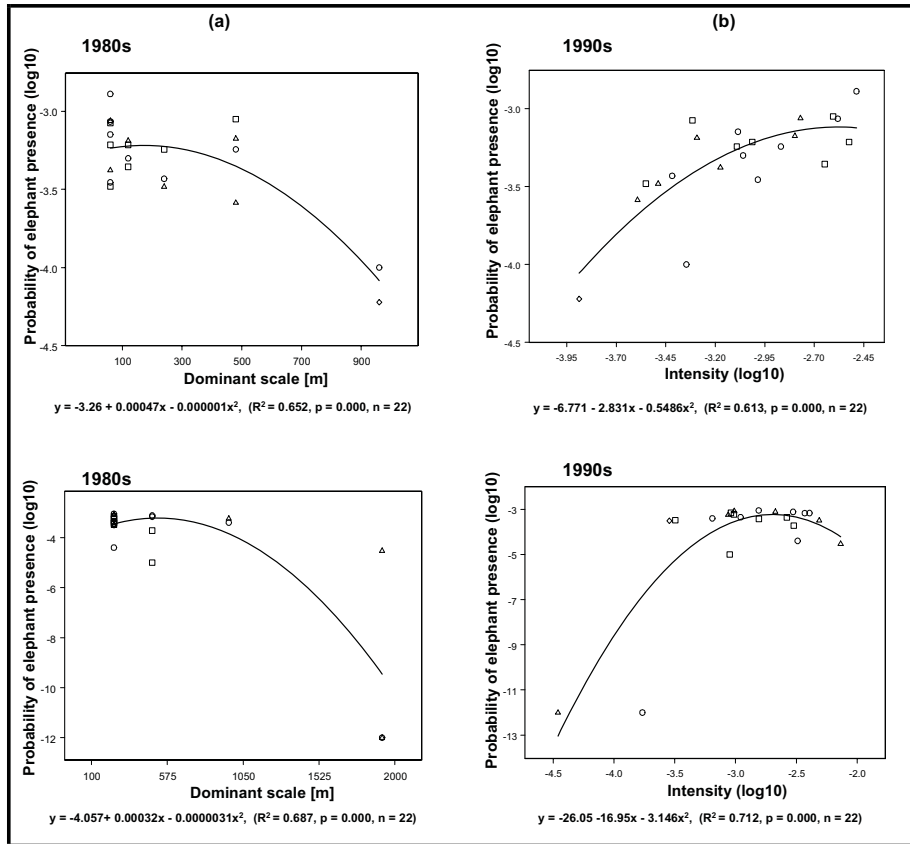 (a)
(b)
1980s
Probability of elephant presence (log10)
-3.0
-3.5
-4.0
-4.5
100 300 500 700 900
Dominant scale [m]
y = -3.26 + 0.00047x - 0.000001x², (R² = 0.652, p = 0.000, n = 22)
1990s
Probability of elephant presence (log10)
-3.0
-3.5
-4.0
-4.5
-3.95 -3.70 -3.45 -3.20 -2.95 -2.70 -2.45
Intensity (log10)
y = -6.771 - 2.831x - 0.5486x², (R² = 0.613, p = 0.000, n = 22)
1980s
Probability of elephant presence (log10)
-4
-6
-8
-10
-12
100 575 1050 1525 2000
Dominant scale [m]
y = -4.057+ 0.00032x - 0.0000031x², (R² = 0.687, p = 0.000, n = 22)
1990s
Probability of elephant presence (log10)
-3
-5
-7
-9
-11
-13
-4.5 -4.0 -3.5 -3.0 -2.5 -2.0
Intensity (log10)
y = -26.05 -16.95x - 3.146x², (R² = 0.712, p = 0.000, n = 22)